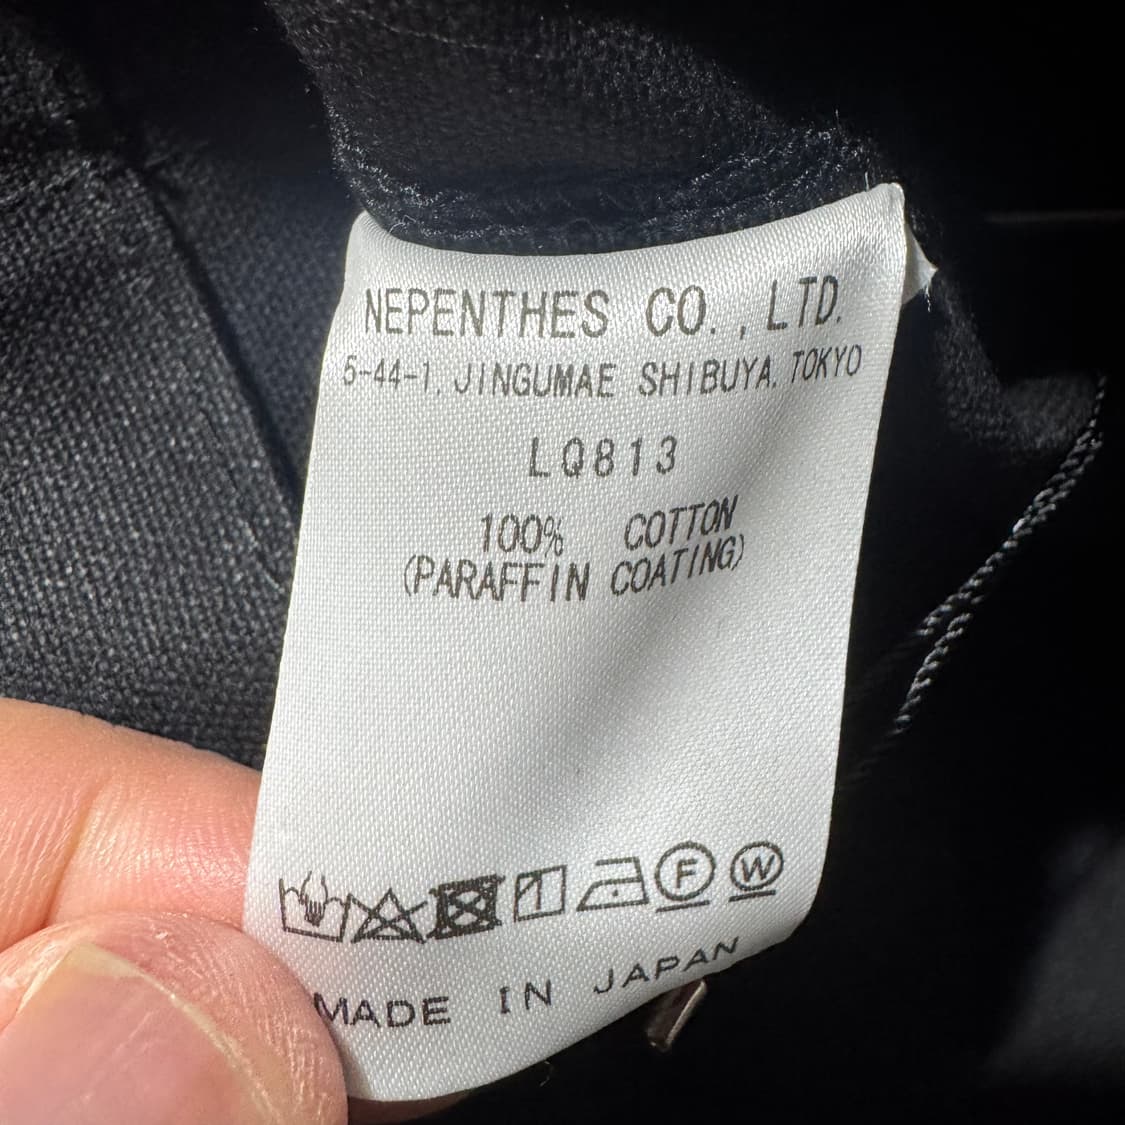 NEPENTHES CO., LTD.
5-44-1, JINGUMAE SHIBUYA, TOKYO
LQ813
100% COTTON
(PARAFFIN COATING)
F W
MADE IN JAPAN